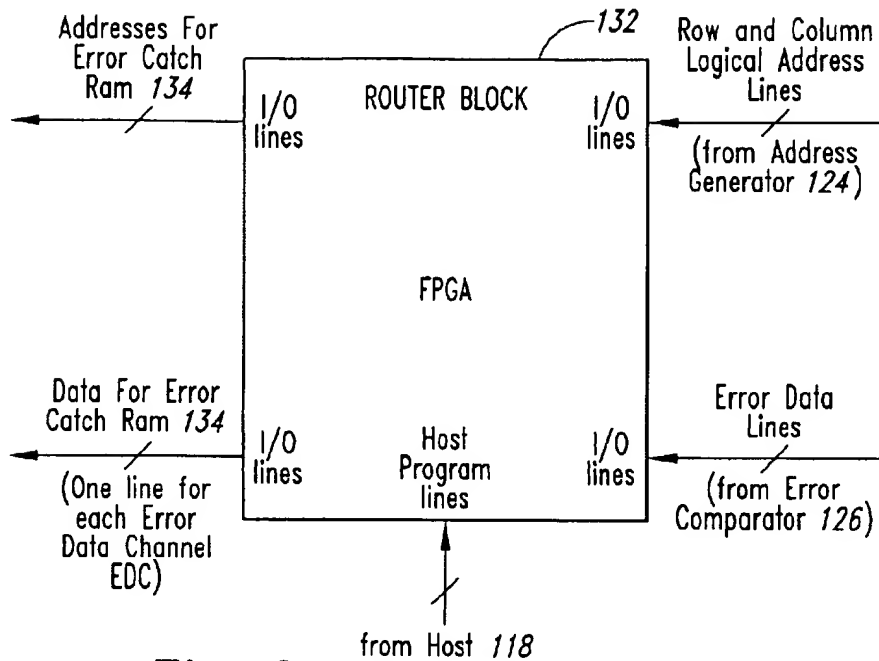 Addresses For
Error Catch
Ram 134
132
Row and Column
Logical Address
Lines
(from Address
Generator 124)
ROUTER BLOCK
I/O
lines
I/O
lines
FPGA
Data For Error
Catch Ram 134
(One line for
each Error
Data Channel
EDC)
I/O
lines
Host
Program
lines
I/O
lines
Error Data
Lines
(from Error
Comparator 126)
from Host 118